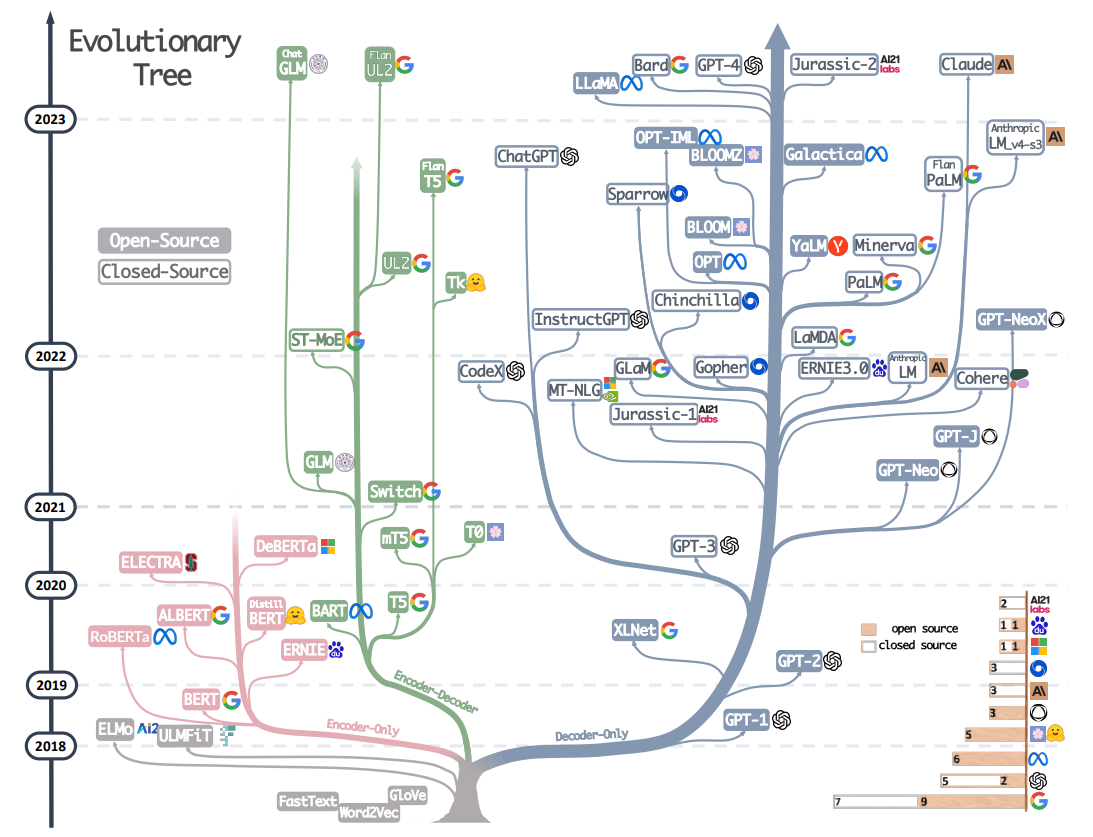 Evolutionary
Tree
Chat
GLM
Flan
UL2
Bard
GPT-4
Jurassic-2
AI21
labs
Claude
A\
LLaMA
2023
OPT-IML
BLOOMZ
Galactica
Anthropic
LM_v4-s3
A\
ChatGPT
Flan
T5
Flan
PaLM
Sparrow
Open-Source
Closed-Source
BLOOM
OPT
YaLM
Y
Minerva
UL2
Tk
PaLM
Chinchilla
InstructGPT
GPT-NeoX
ST-MoE
LaMDA
2022
CodeX
GLaM
Gopher
ERNIE3.0
du
Anthropic
LM
A\
Cohere
MT-NLG
Jurassic-1
AI21
labs
GPT-J
GLM
GPT-Neo
Switch
2021
mT5
T0
DeBERTa
GPT-3
ELECTRA
S
2020
BART
T5
Distill
BERT
ALBERT
RoBERTa
XLNet
ERNIE
du
GPT-2
2019
BERT
Encoder-Decoder
GPT-1
ELMo
AI2
ULMFiT
Encoder-Only
Decoder-Only
2018
FastText
Word2Vec
GloVe
open source
closed source
2
AI21
labs
1 1
du
1 1
3
3
A\
3
5
6
5 2
7 9